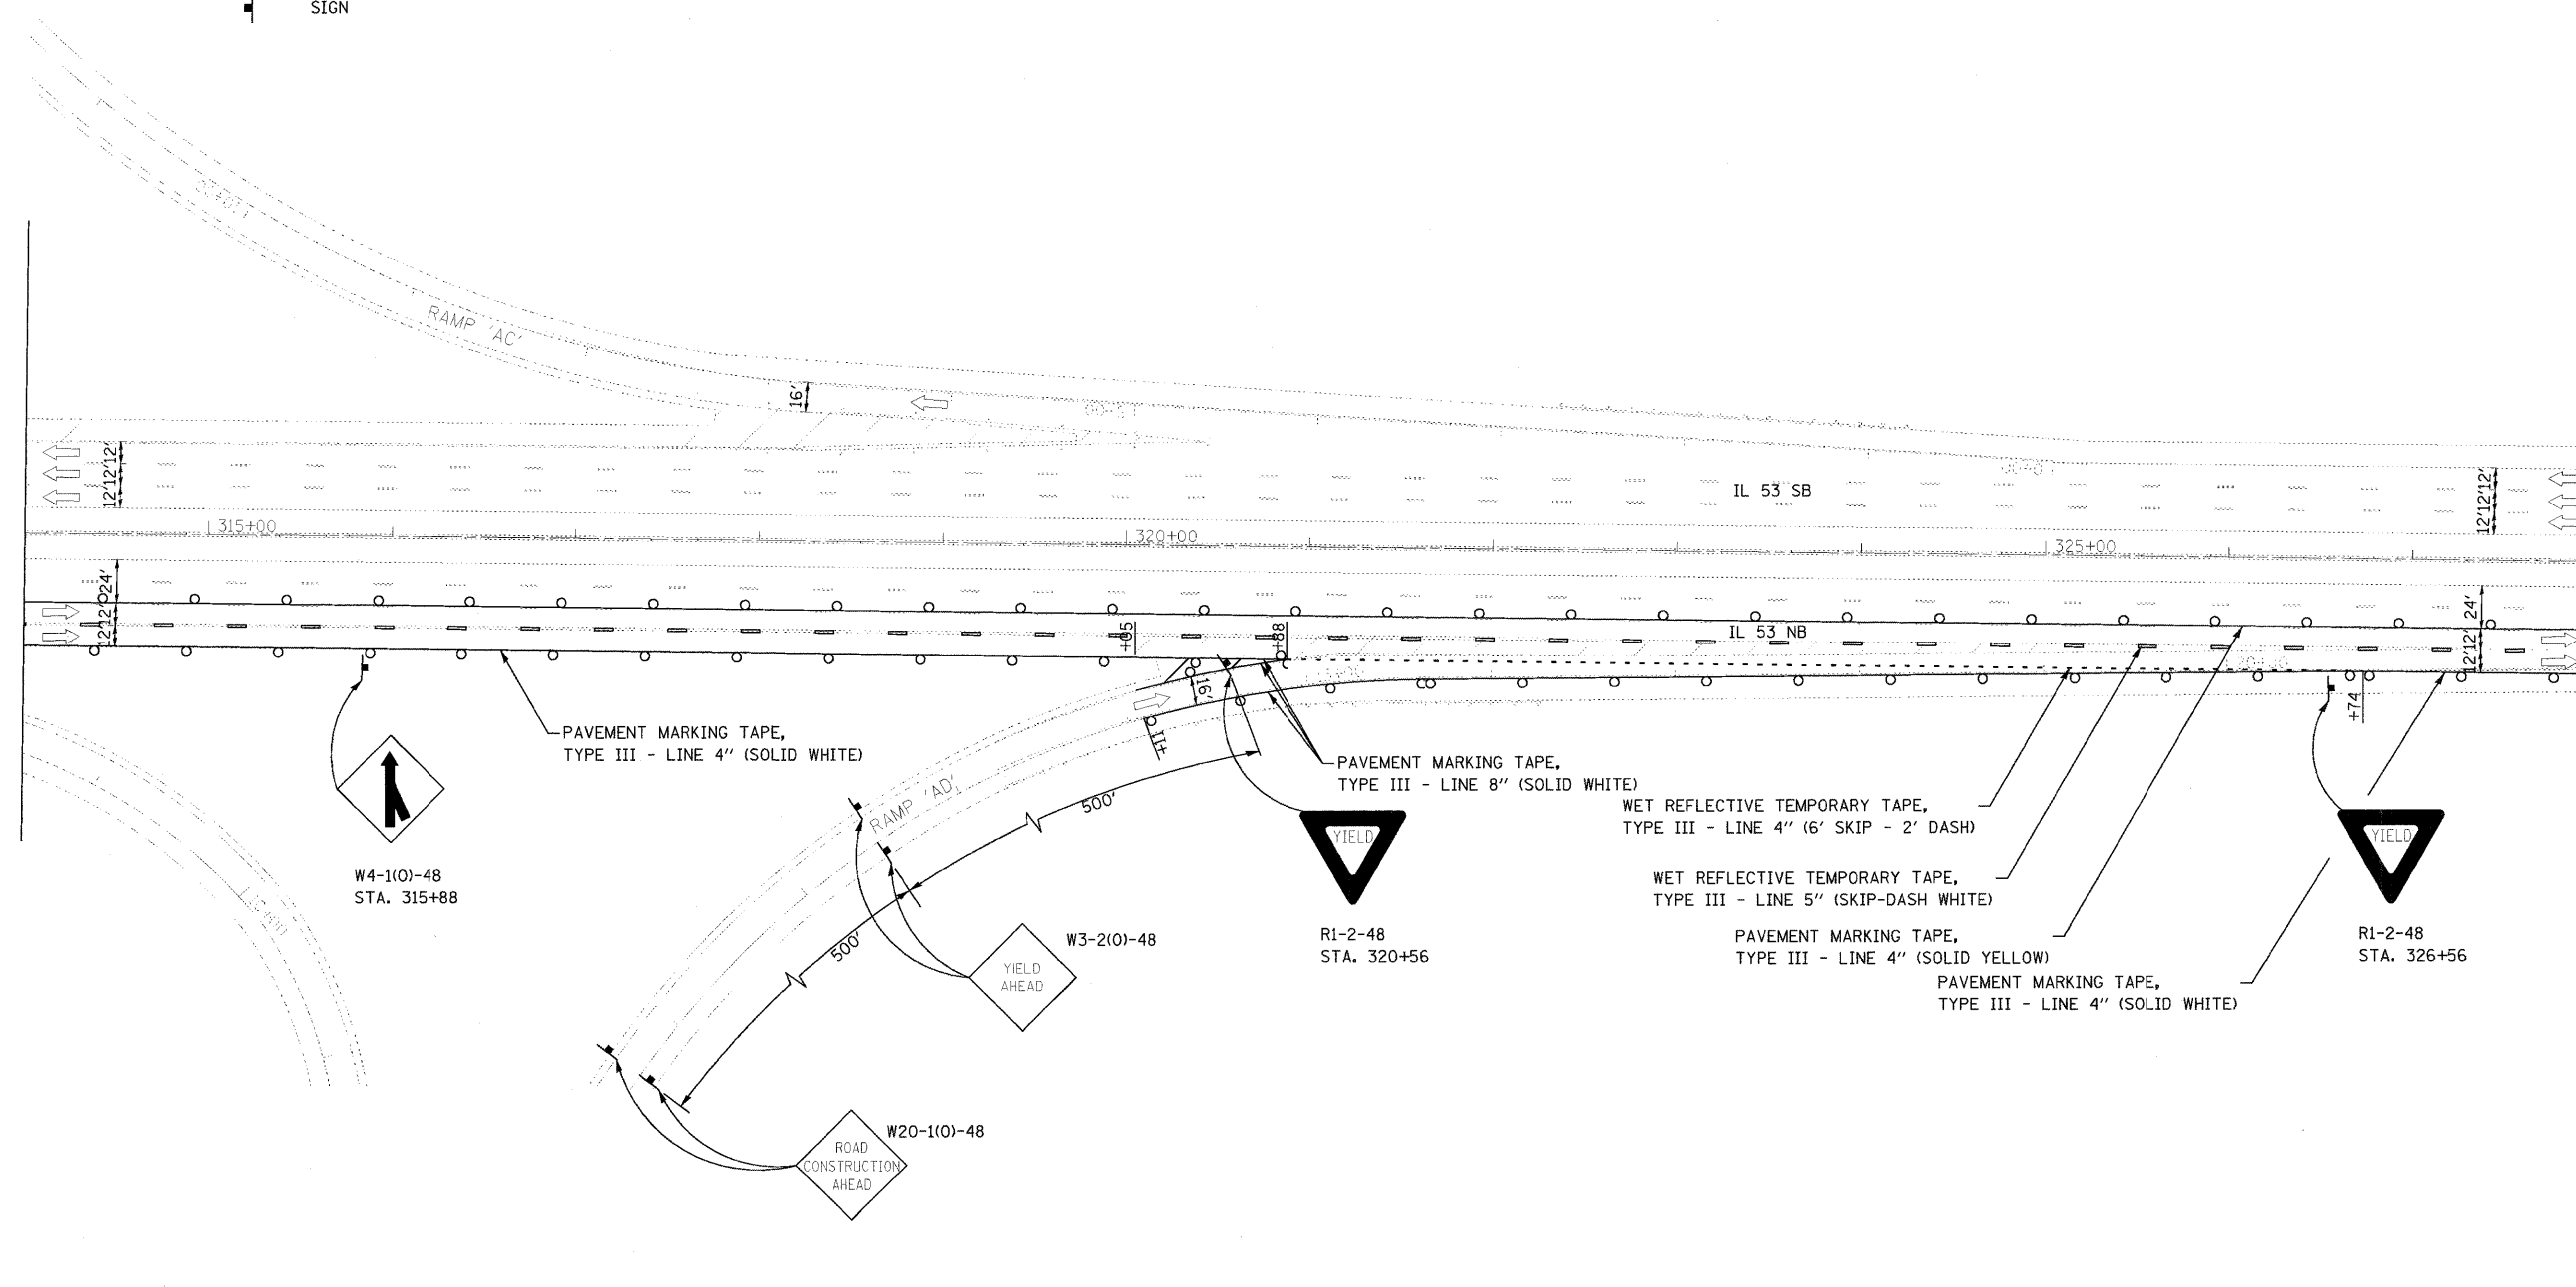 SIGN
RAMP 'AC'
16'
12'12'12'
IL 53 SB
12'12'12'
315+00
320+00
325+00
24'
12'12'
+05
+88
IL 53 NB
24'
12'12'
16'
+11
+74
PAVEMENT MARKING TAPE,
TYPE III - LINE 4" (SOLID WHITE)
PAVEMENT MARKING TAPE,
TYPE III - LINE 8" (SOLID WHITE)
RAMP 'AD'
500'
500'
WET REFLECTIVE TEMPORARY TAPE,
TYPE III - LINE 4" (6' SKIP - 2' DASH)
WET REFLECTIVE TEMPORARY TAPE,
TYPE III - LINE 5" (SKIP-DASH WHITE)
PAVEMENT MARKING TAPE,
TYPE III - LINE 4" (SOLID YELLOW)
PAVEMENT MARKING TAPE,
TYPE III - LINE 4" (SOLID WHITE)
W4-1(O)-48
STA. 315+88
YIELD
R1-2-48
STA. 320+56
YIELD
R1-2-48
STA. 326+56
W3-2(O)-48
YIELD
AHEAD
W20-1(O)-48
ROAD
CONSTRUCTION
AHEAD